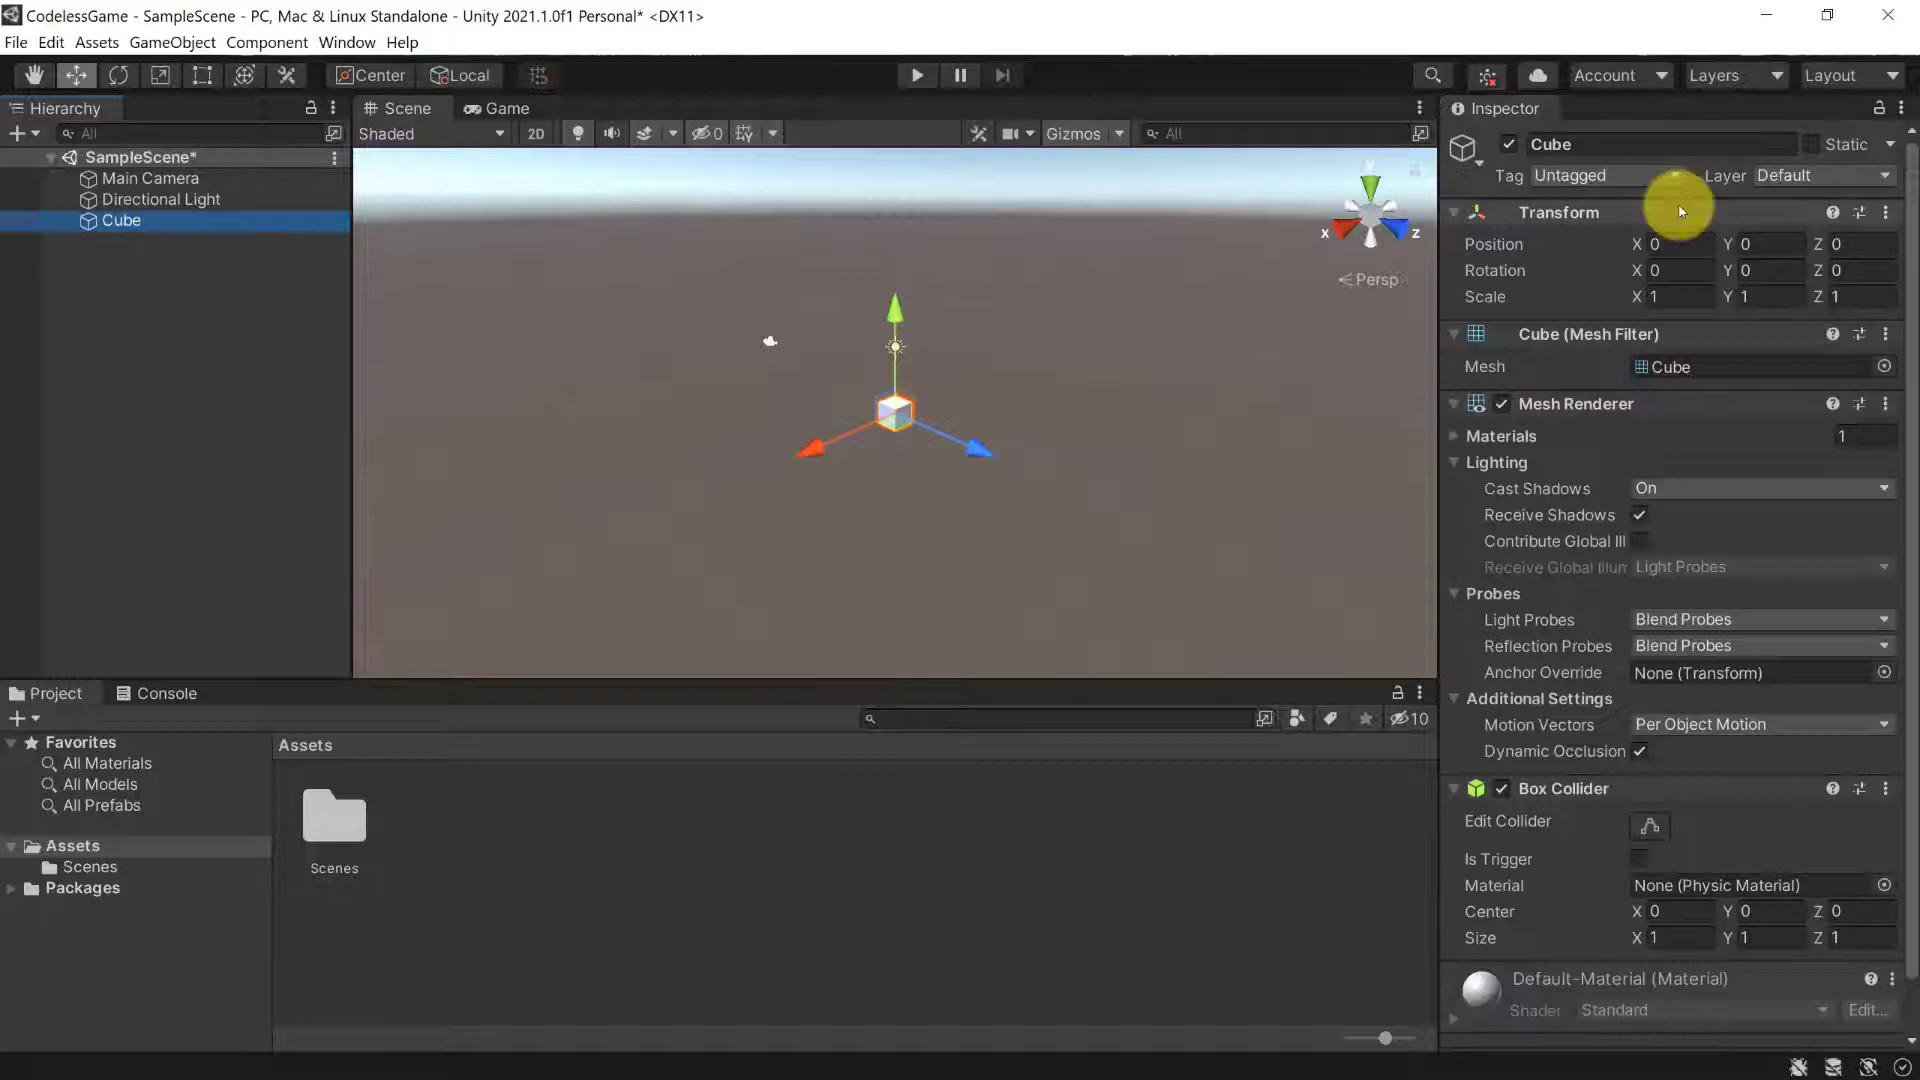 CodelessGame - SampleScene - PC, Mac & Linux Standalone - Unity 2021.1.0f1 Personal* <DX11>
File Edit Assets GameObject Component Window Help
Center Local Account Layers Layout
Hierarchy
All
SampleScene*
Main Camera
Directional Light
Cube
Scene Game
Shaded 2D 0 Gizmos All
x z
Persp
Inspector
Cube Static
Tag Untagged Layer Default
Transform
Position X 0 Y 0 Z 0
Rotation X 0 Y 0 Z 0
Scale X 1 Y 1 Z 1
Cube (Mesh Filter)
Mesh Cube
Mesh Renderer
Materials 1
Lighting
Cast Shadows On
Receive Shadows
Contribute Global Ill
Receive Global Illun Light Probes
Probes
Light Probes Blend Probes
Reflection Probes Blend Probes
Anchor Override None (Transform)
Additional Settings
Motion Vectors Per Object Motion
Dynamic Occlusion
Box Collider
Edit Collider
Is Trigger
Material None (Physic Material)
Center X 0 Y 0 Z 0
Size X 1 Y 1 Z 1
Default-Material (Material)
Shader Standard Edit...
Project Console
10
Favorites
All Materials
All Models
All Prefabs
Assets
Scenes
Packages
Assets
Scenes